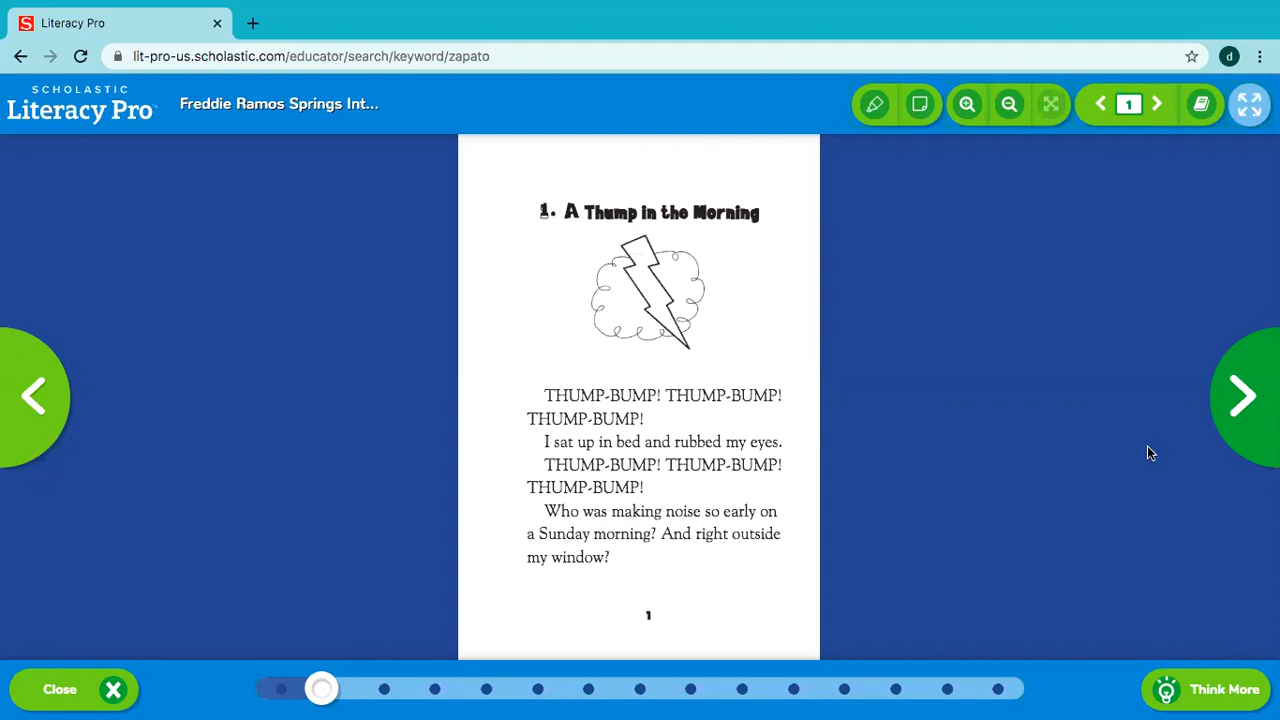 Literacy Pro
lit-pro-us.scholastic.com/educator/search/keyword/zapato
d
SCHOLASTIC
Literacy Pro
Freddie Ramos Springs Int...
1
1. A Thump in the Morning
THUMP-BUMP! THUMP-BUMP!
THUMP-BUMP!
I sat up in bed and rubbed my eyes.
THUMP-BUMP! THUMP-BUMP!
THUMP-BUMP!
Who was making noise so early on
a Sunday morning? And right outside
my window?
1
Close
Think More